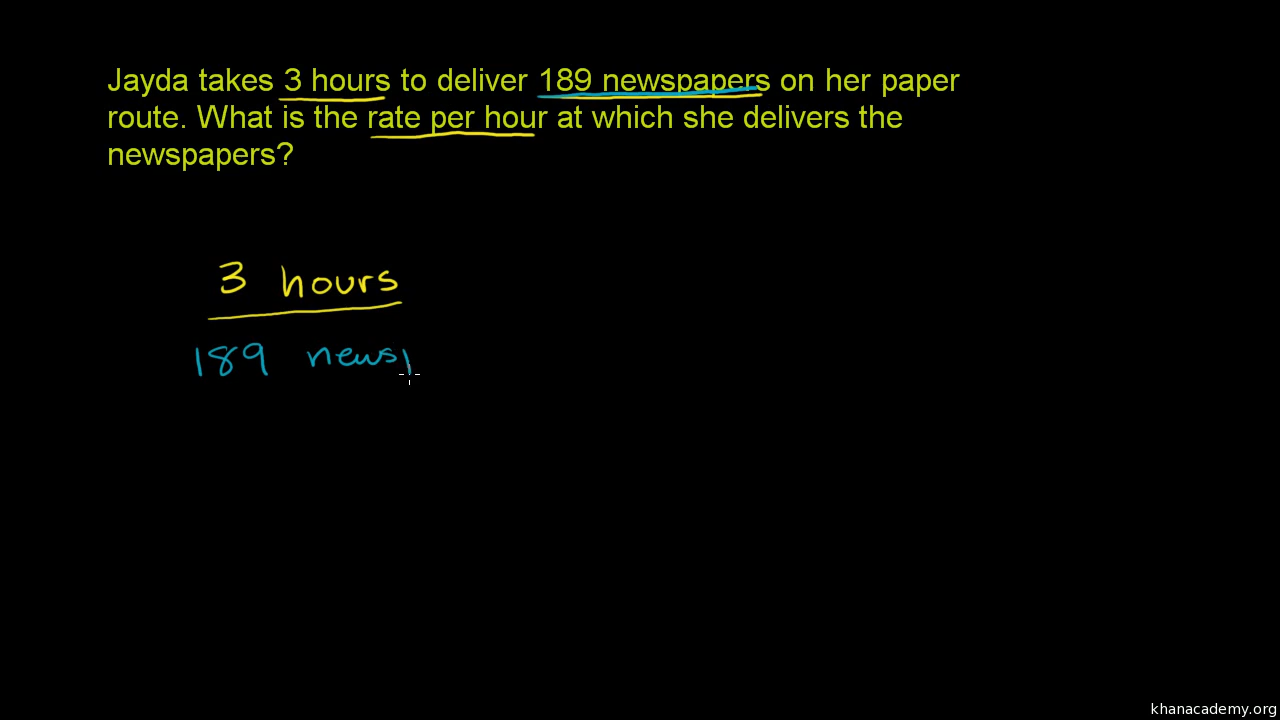 Jayda takes 3 hours to deliver 189 newspapers on her paper
route. What is the rate per hour at which she delivers the
newspapers?
3 hours
189 newsp
khanacademy.org